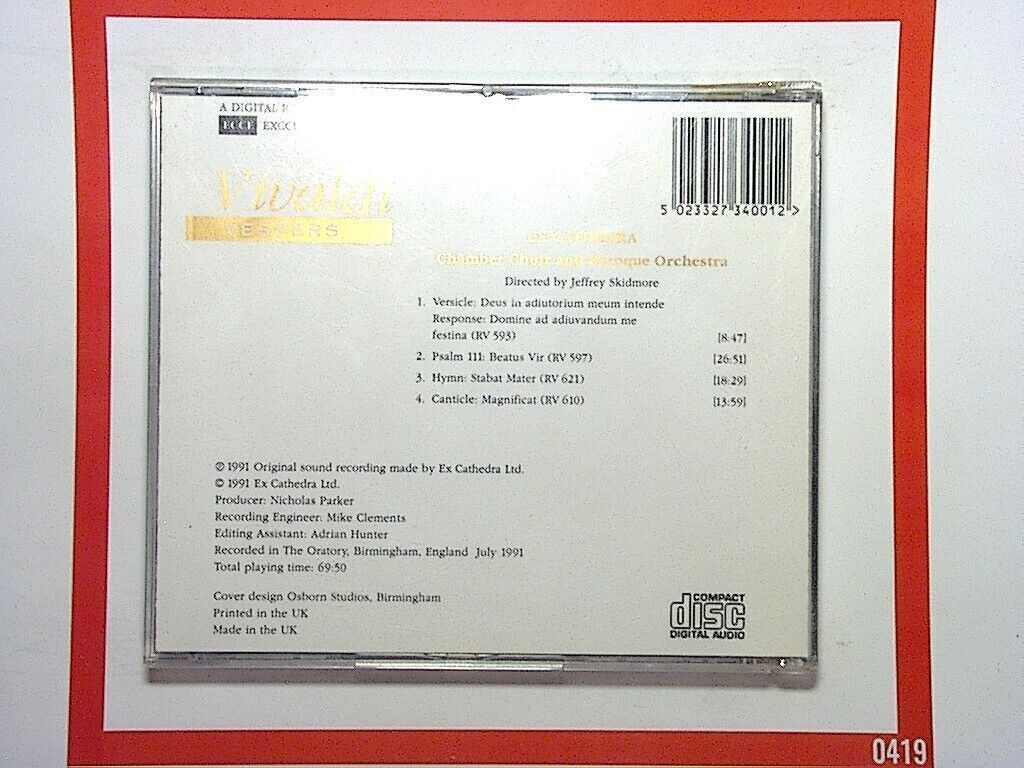 A DIGITAL
ECCE EXCC
Vivaldi
VESPERS
5 023327 340012 >
EX CATHEDRA
Chamber Choir and Baroque Orchestra
Directed by Jeffrey Skidmore
1. Versicle: Deus in adiutorium meum intende
Response: Domine ad adiuvandum me
festina (RV 593) [8:47]
2. Psalm 111: Beatus Vir (RV 597) [26:51]
3. Hymn: Stabat Mater (RV 621) [18:29]
4. Canticle: Magnificat (RV 610) [13:59]
℗ 1991 Original sound recording made by Ex Cathedra Ltd.
© 1991 Ex Cathedra Ltd.
Producer: Nicholas Parker
Recording Engineer: Mike Clements
Editing Assistant: Adrian Hunter
Recorded in The Oratory, Birmingham, England July 1991
Total playing time: 69:50
Cover design Osborn Studios, Birmingham
Printed in the UK
Made in the UK
COMPACT
disc
DIGITAL AUDIO
0419